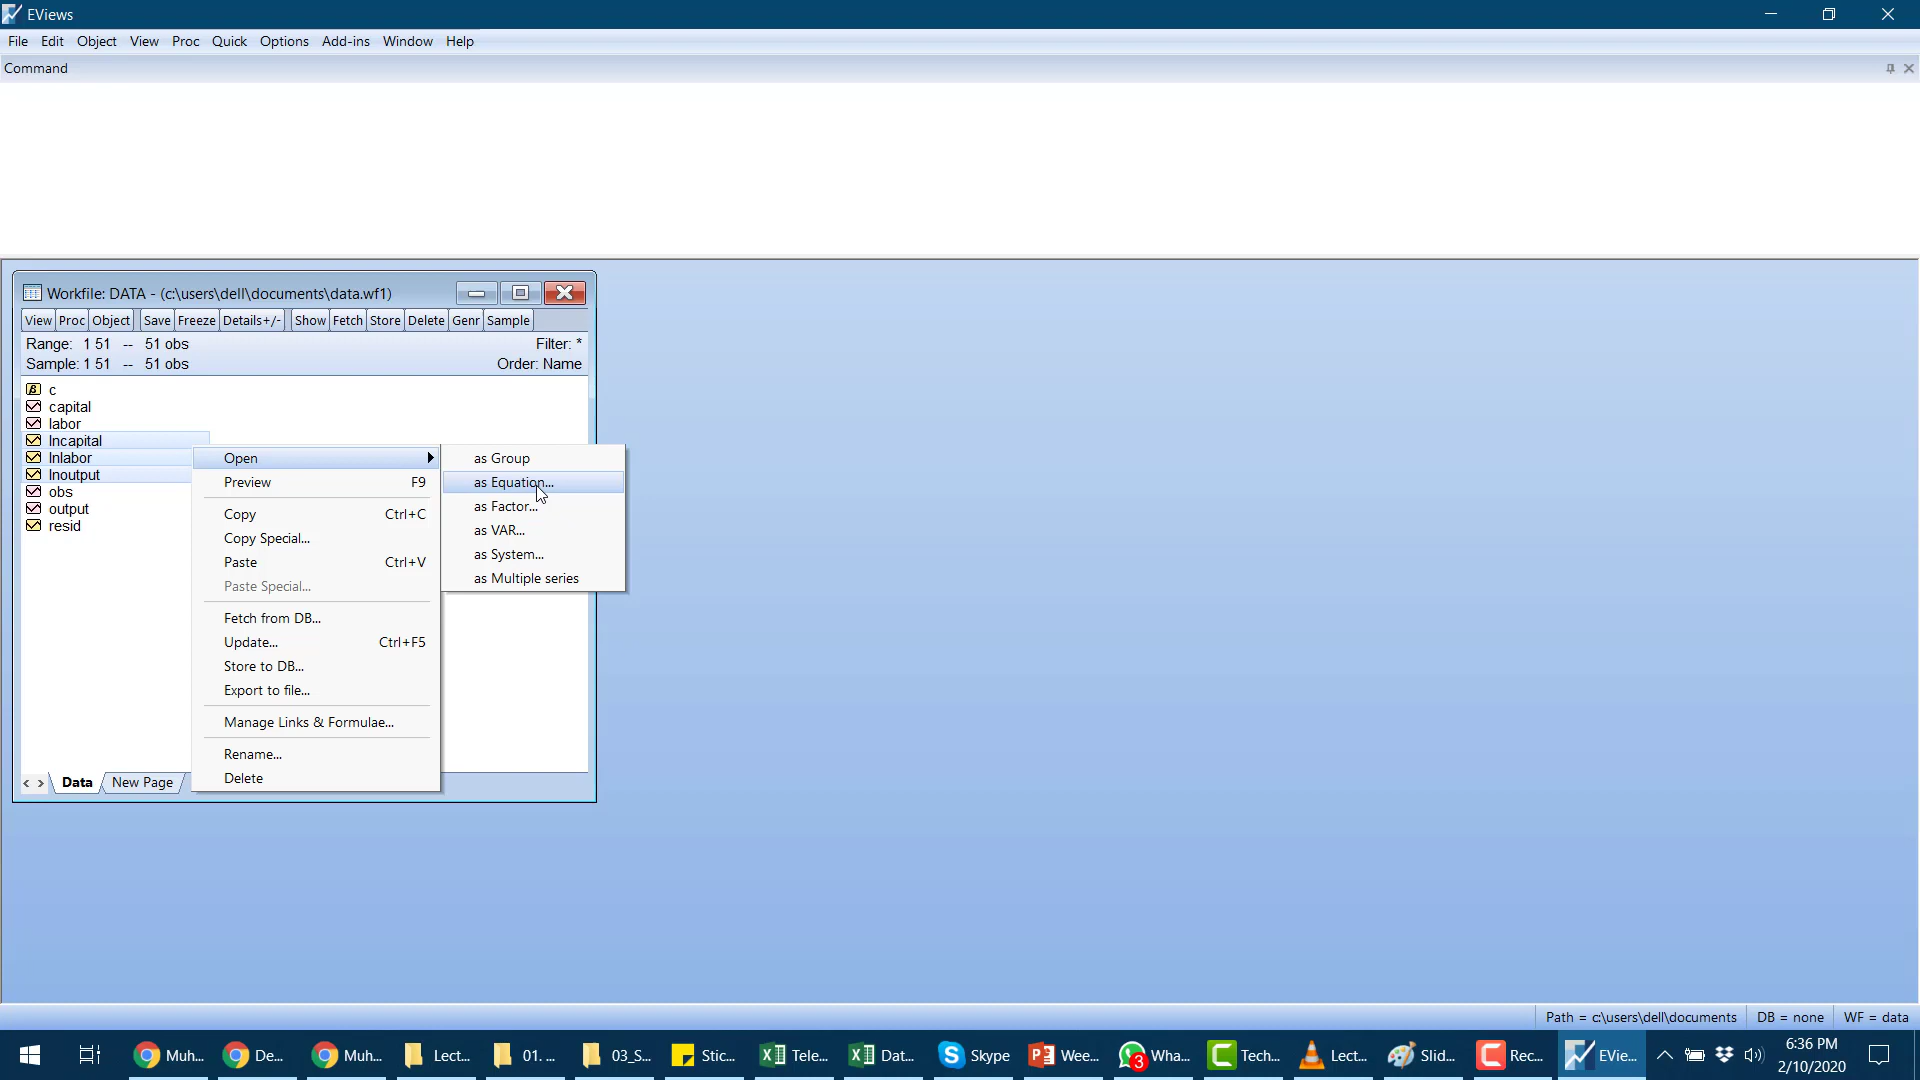 EViews
File Edit Object View Proc Quick Options Add-ins Window Help
Command
Workfile: DATA - (c:\users\dell\documents\data.wf1)
View Proc Object Save Freeze Details+/- Show Fetch Store Delete Genr Sample
Range: 1 51 -- 51 obs Filter: *
Sample: 1 51 -- 51 obs Order: Name
β c
capital
labor
lncapital
lnlabor
lnoutput
obs
output
resid
Open
Preview F9
Copy Ctrl+C
Copy Special...
Paste Ctrl+V
Paste Special...
Fetch from DB...
Update... Ctrl+F5
Store to DB...
Export to file...
Manage Links & Formulae...
Rename...
Delete
as Group
as Equation...
as Factor...
as VAR...
as System...
as Multiple series
< > Data New Page
Path = c:\users\dell\documents DB = none WF = data
Muh... De... Muh... Lect... 01. ... 03_S... Stic... Tele... Dat... Skype Wee... 3 Wha... Tech... Lect... Slid... Rec... EVie...
6:36 PM
2/10/2020